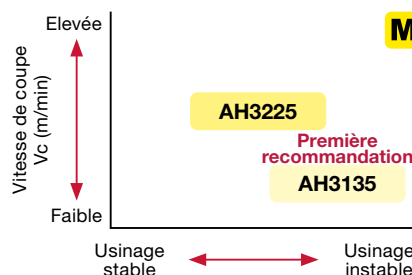 Elevée
M
Vitesse de coupe
Vc (m/min)
AH3225
Première
recommandation
AH3135
Faible
Usinage
stable
Usinage
instable